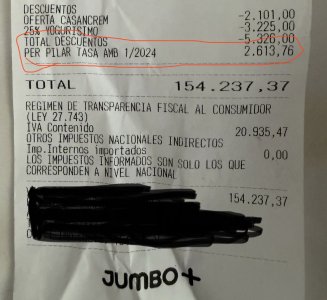 DESCUENTOS
OFERTA CASANCREM -2.101,00
25% YOGURISIMO -3.225,00
TOTAL DESCUENTOS -5.326,00
PER PILAR TASA AMB 1/2024 2.613,76
TOTAL 154.237,37
REGIMEN DE TRANSPARENCIA FISCAL AL CONSUMIDOR
(LEY 27.743)
IVA Contenido 20.935,47
OTROS IMPUESTOS NACIONALES INDIRECTOS
Imp.Internos importados 0,00
LOS IMPUESTOS INFORMADOS SON SOLO LOS QUE
CORRESPONDEN A NIVEL NACIONAL
154.237,37
JUMBO+